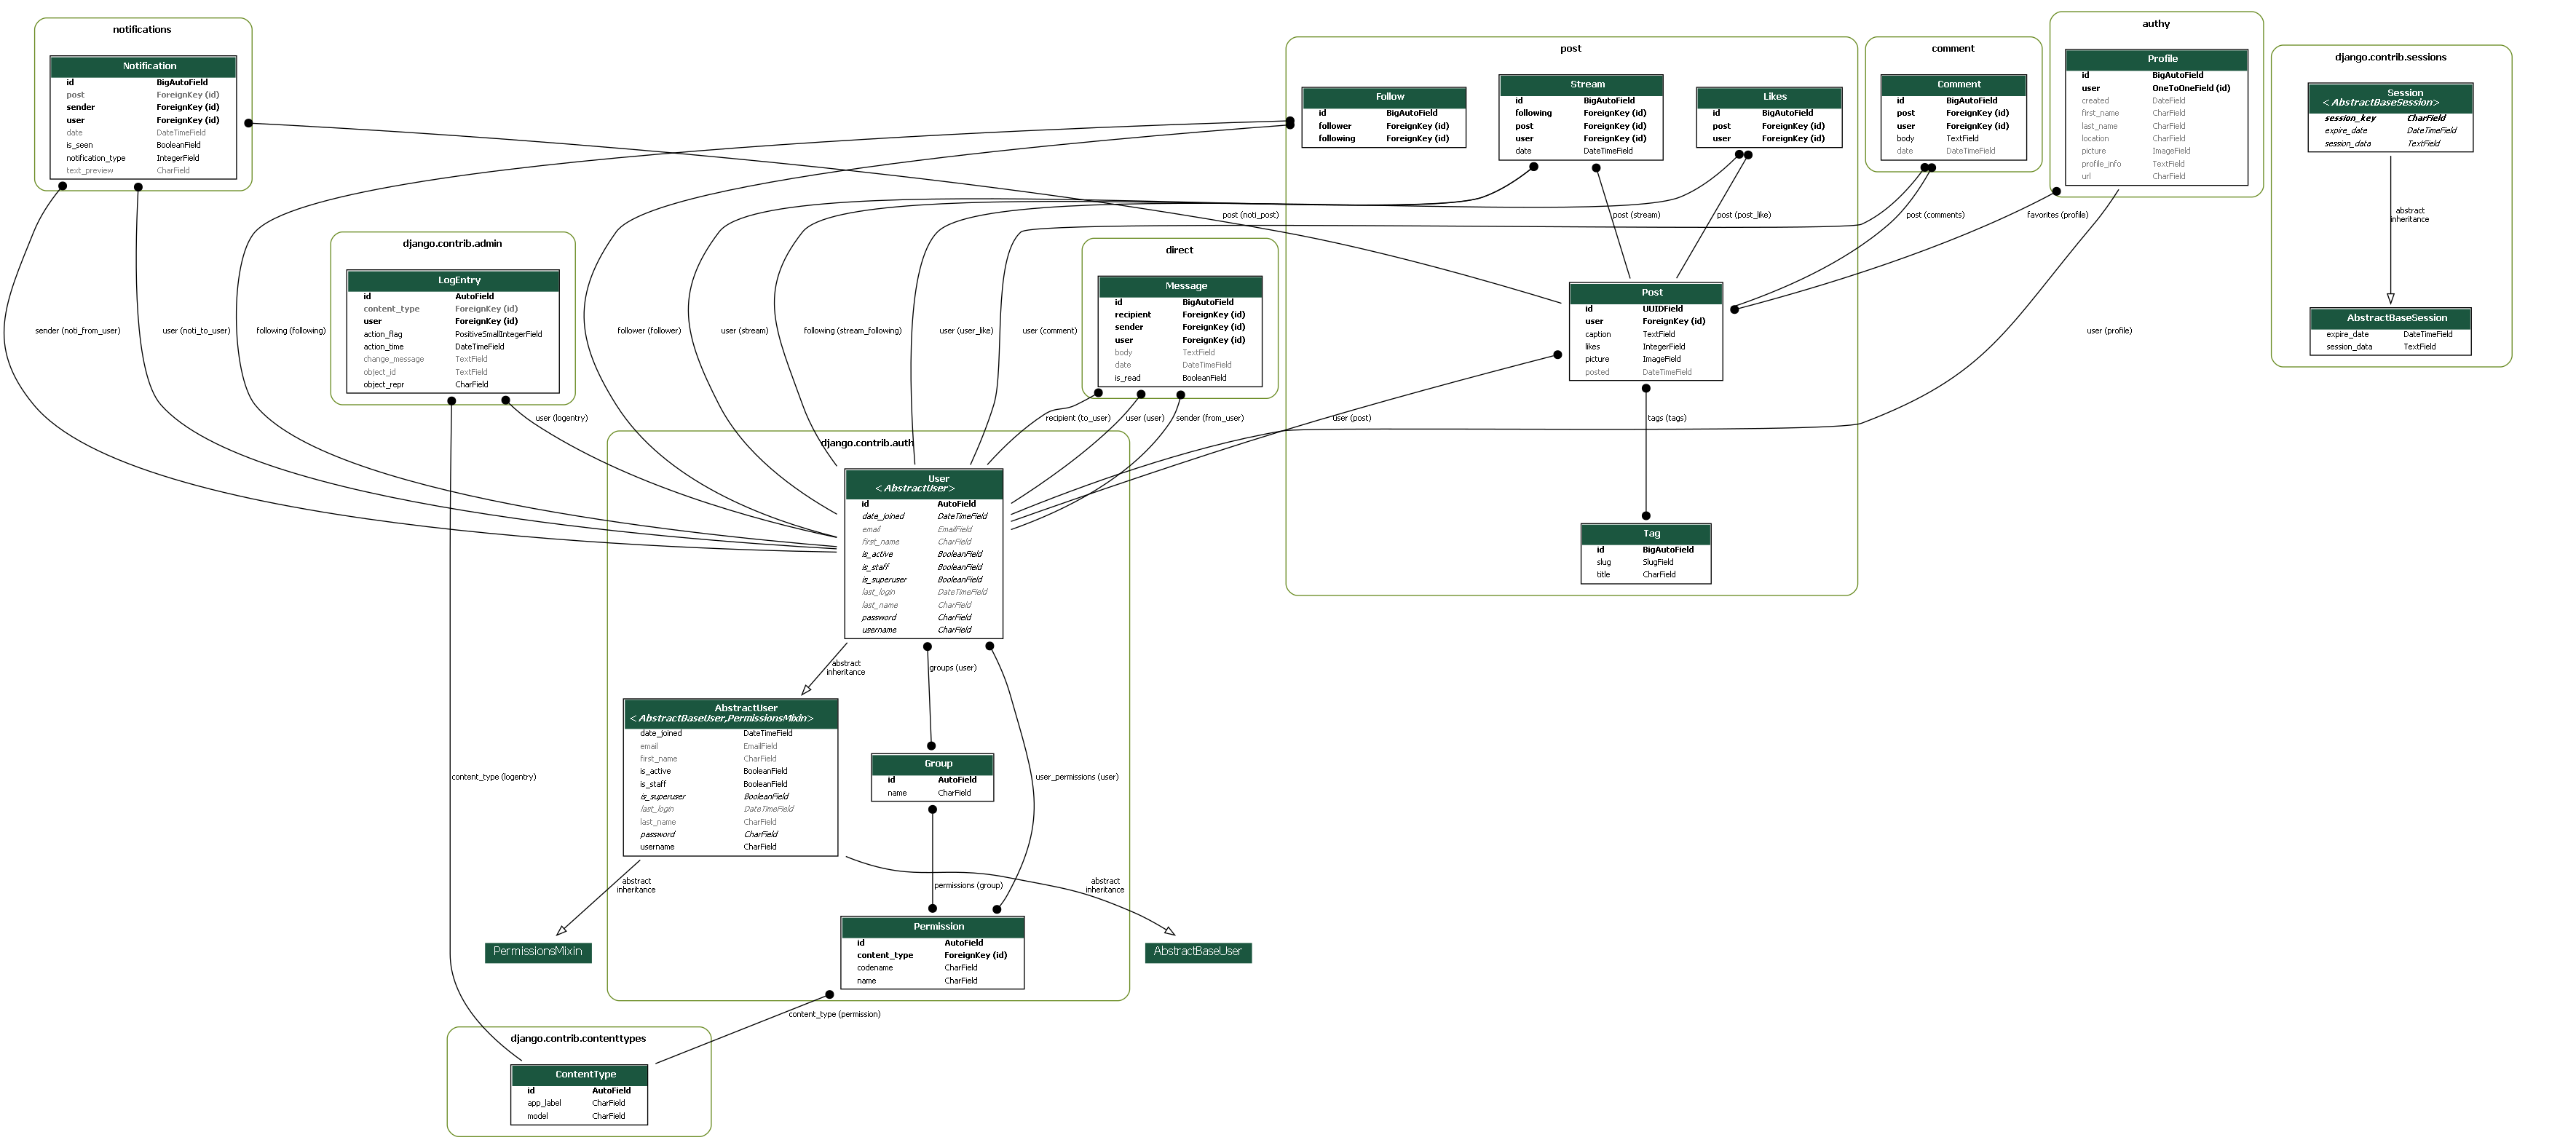 notifications
Notification
id BigAutoField
post ForeignKey (id)
sender ForeignKey (id)
user ForeignKey (id)
date DateTimeField
is_seen BooleanField
notification_type IntegerField
text_preview CharField
post
Follow
id BigAutoField
follower ForeignKey (id)
following ForeignKey (id)
Stream
id BigAutoField
following ForeignKey (id)
post ForeignKey (id)
user ForeignKey (id)
date DateTimeField
Likes
id BigAutoField
post ForeignKey (id)
user ForeignKey (id)
comment
Comment
id BigAutoField
post ForeignKey (id)
user ForeignKey (id)
body TextField
date DateTimeField
authy
Profile
id BigAutoField
user OneToOneField (id)
created DateField
first_name CharField
last_name CharField
location CharField
picture ImageField
profile_info TextField
url CharField
django.contrib.sessions
Session
<AbstractBaseSession>
session_key CharField
expire_date DateTimeField
session_data TextField
abstract
inheritance
AbstractBaseSession
expire_date DateTimeField
session_data TextField
post (noti_post)
post (stream)
post (post_like)
post (comments)
favorites (profile)
django.contrib.admin
LogEntry
id AutoField
content_type ForeignKey (id)
user ForeignKey (id)
action_flag PositiveSmallIntegerField
action_time DateTimeField
change_message TextField
object_id TextField
object_repr CharField
direct
Message
id BigAutoField
recipient ForeignKey (id)
sender ForeignKey (id)
user ForeignKey (id)
body TextField
date DateTimeField
is_read BooleanField
Post
id UUIDField
user ForeignKey (id)
caption TextField
likes IntegerField
picture ImageField
posted DateTimeField
sender (noti_from_user)
user (noti_to_user)
following (following)
follower (follower)
user (stream)
following (stream_following)
user (user_like)
user (comment)
user (profile)
user (logentry)
recipient (to_user)
user (user)
sender (from_user)
user (post)
tags (tags)
Tag
id BigAutoField
slug SlugField
title CharField
django.contrib.auth
User
<AbstractUser>
id AutoField
date_joined DateTimeField
email EmailField
first_name CharField
is_active BooleanField
is_staff BooleanField
is_superuser BooleanField
last_login DateTimeField
last_name CharField
password CharField
username CharField
abstract
inheritance
groups (user)
AbstractUser
<AbstractBaseUser,PermissionsMixin>
date_joined DateTimeField
email EmailField
first_name CharField
is_active BooleanField
is_staff BooleanField
is_superuser BooleanField
last_login DateTimeField
last_name CharField
password CharField
username CharField
Group
id AutoField
name CharField
content_type (logentry)
user_permissions (user)
abstract
inheritance
permissions (group)
abstract
inheritance
PermissionsMixin
Permission
id AutoField
content_type ForeignKey (id)
codename CharField
name CharField
AbstractBaseUser
content_type (permission)
django.contrib.contenttypes
ContentType
id AutoField
app_label CharField
model CharField